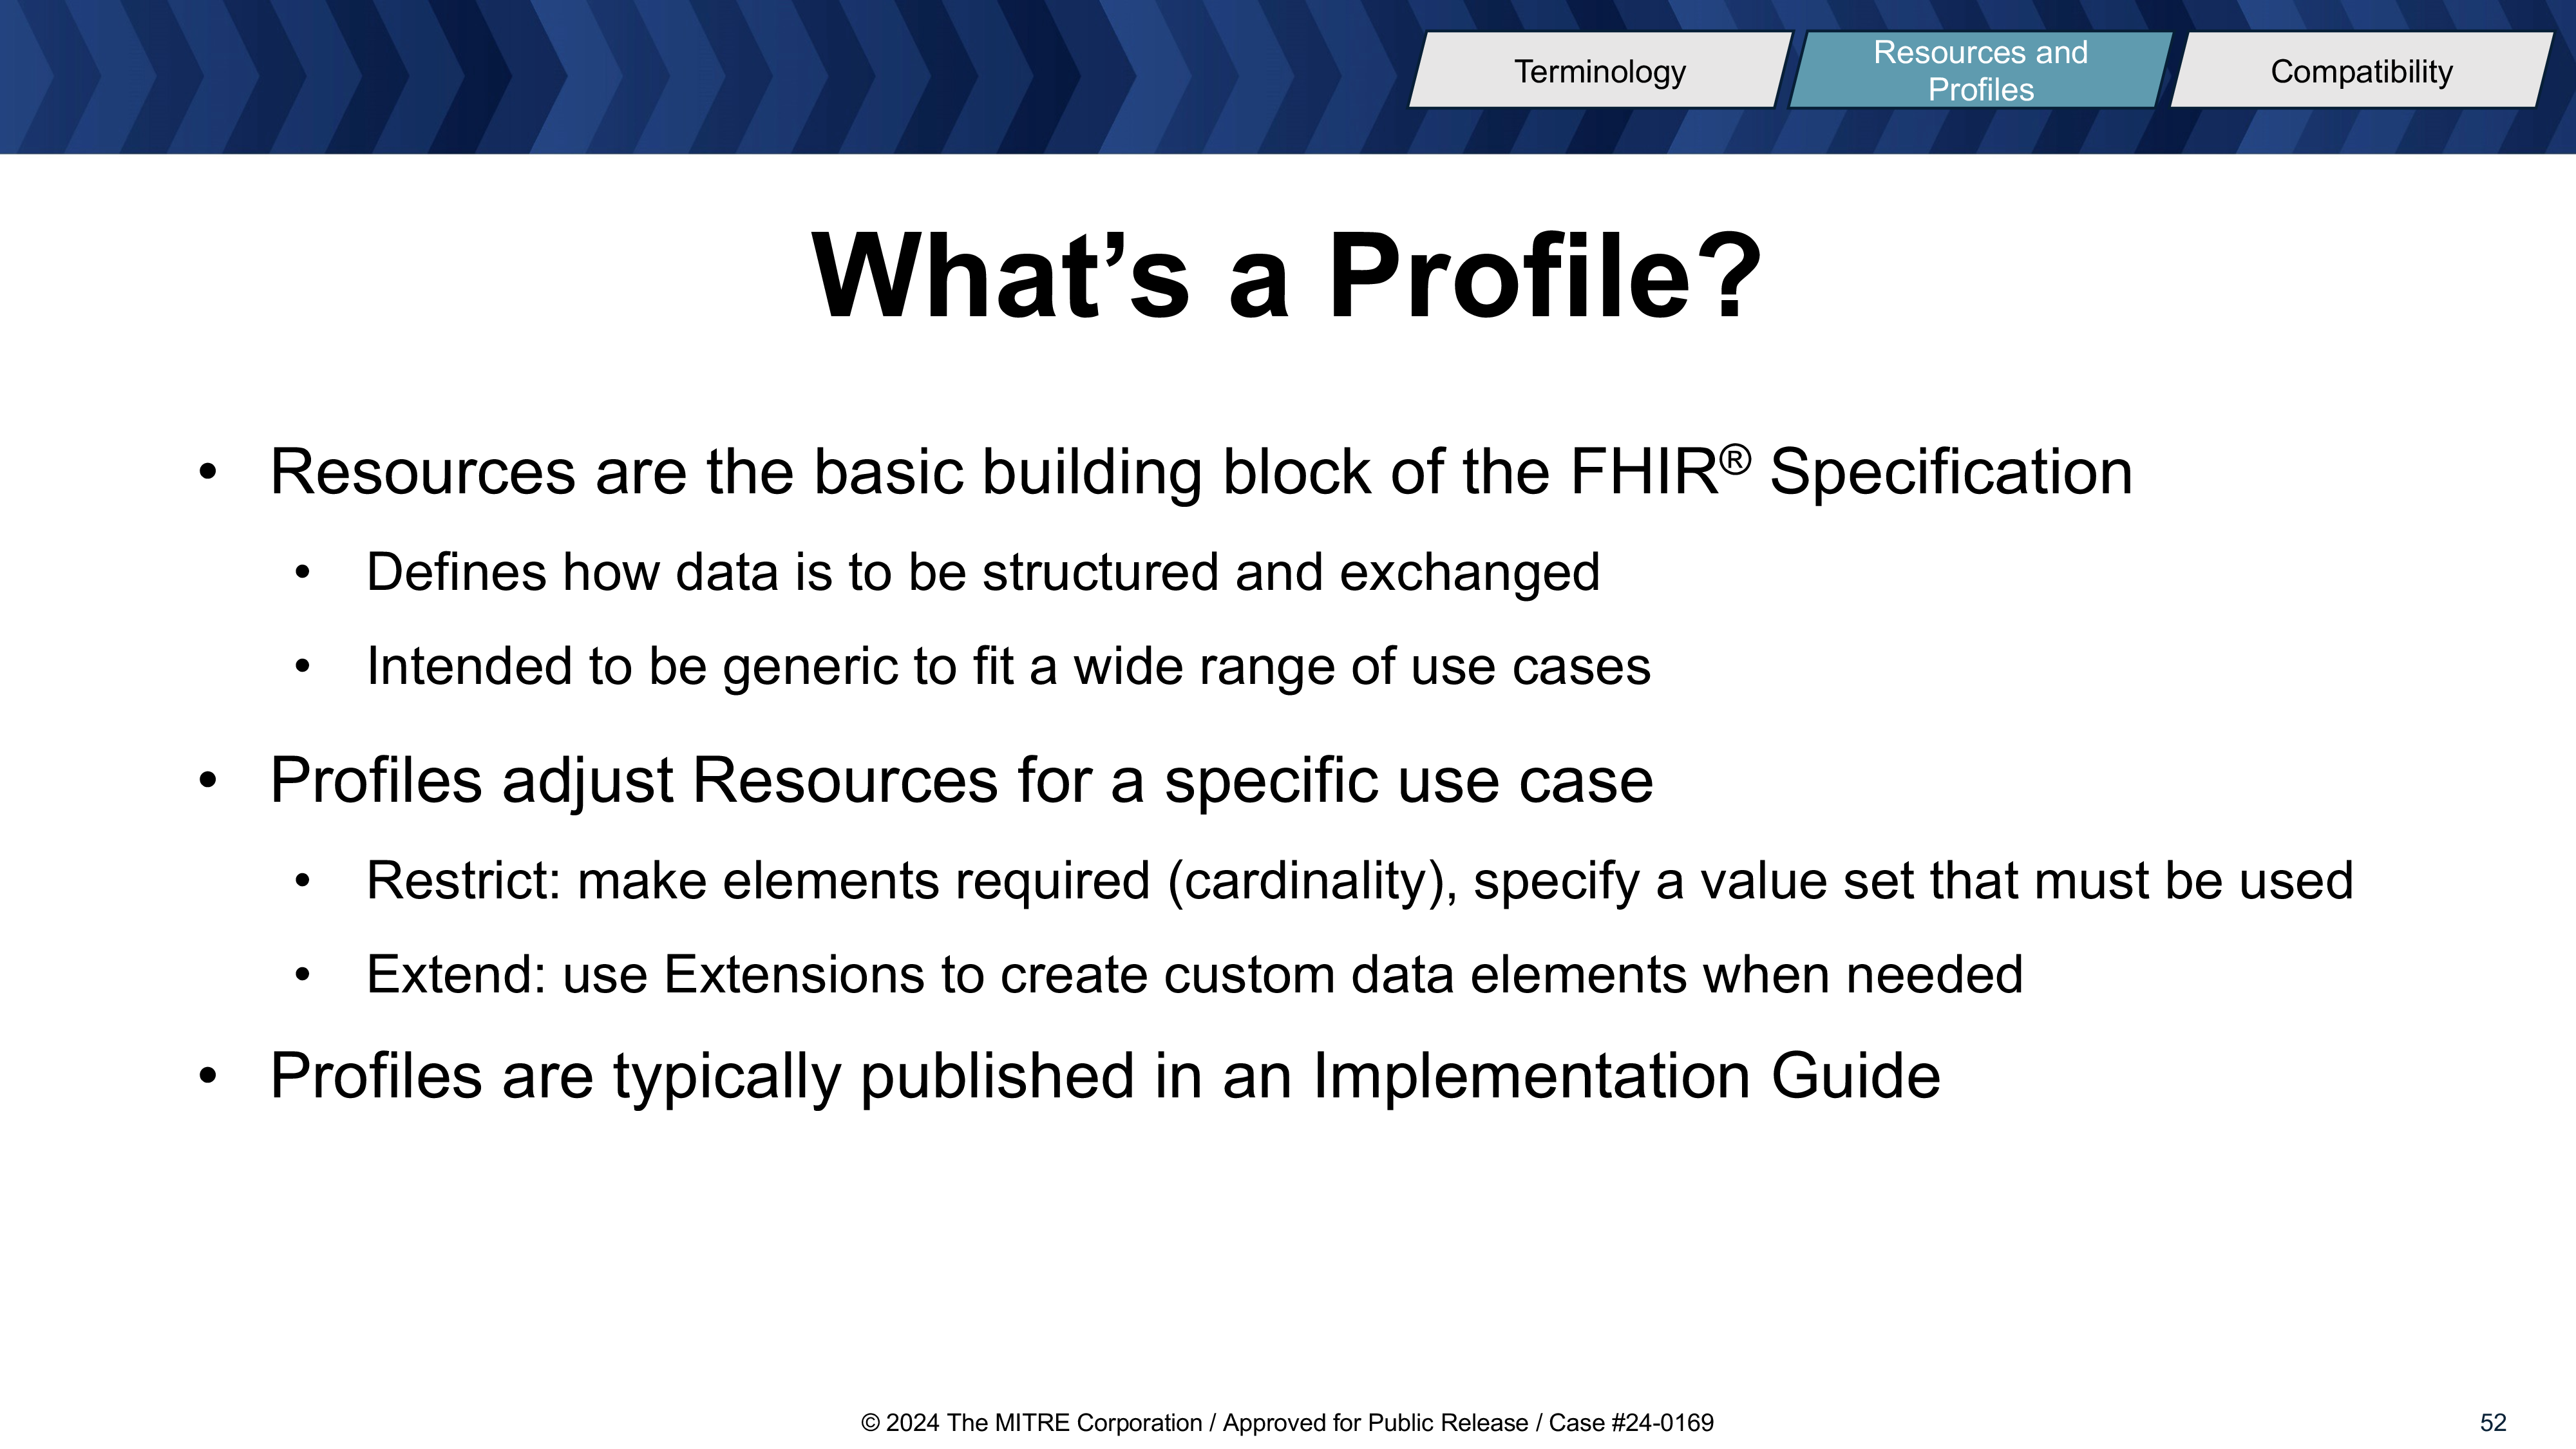 Terminology
Resources and
Profiles
Compatibility
What’s a Profile?
• Resources are the basic building block of the FHIR® Specification
• Defines how data is to be structured and exchanged
• Intended to be generic to fit a wide range of use cases
• Profiles adjust Resources for a specific use case
• Restrict: make elements required (cardinality), specify a value set that must be used
• Extend: use Extensions to create custom data elements when needed
• Profiles are typically published in an Implementation Guide
© 2024 The MITRE Corporation / Approved for Public Release / Case #24-0169
52